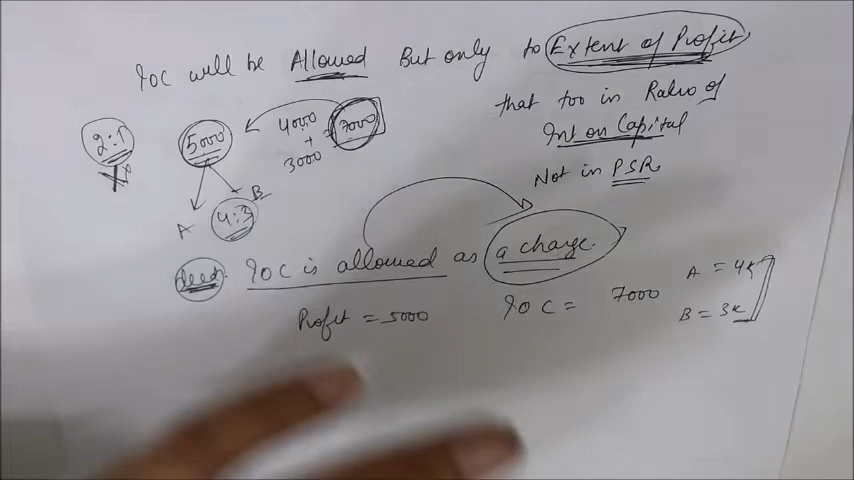 IOC will be Allowed But only to Extent of Profit
that too in Ratio of
Int on Capital
Not in PSR
2:1
5000
4000
+
3000
= 7000
A
B
4:3
deed. IOC is allowed as a charge.
Profit = 5000
IOC = 7000
A = 4K
B = 3K